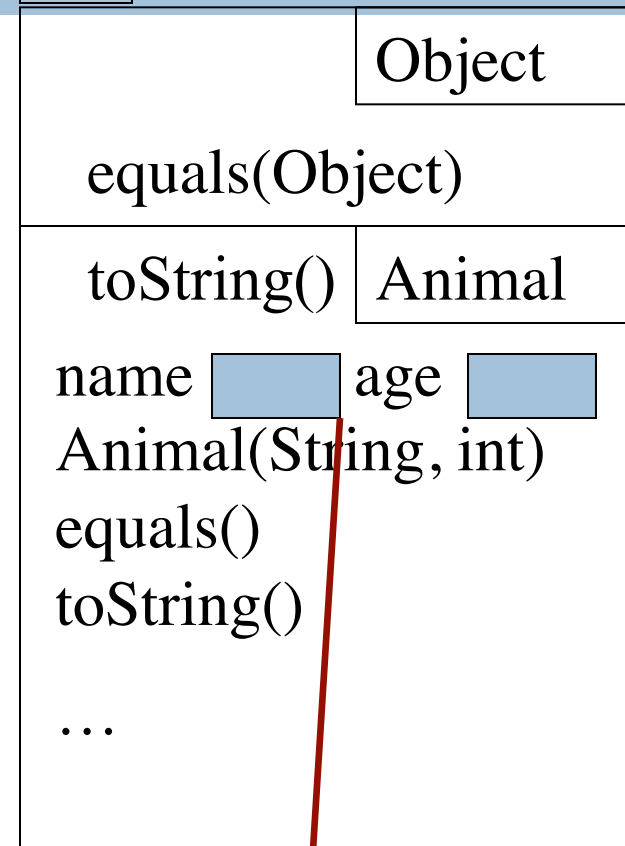 Object
equals(Object)
toString() Animal
name age
Animal(String, int)
equals()
toString()
…